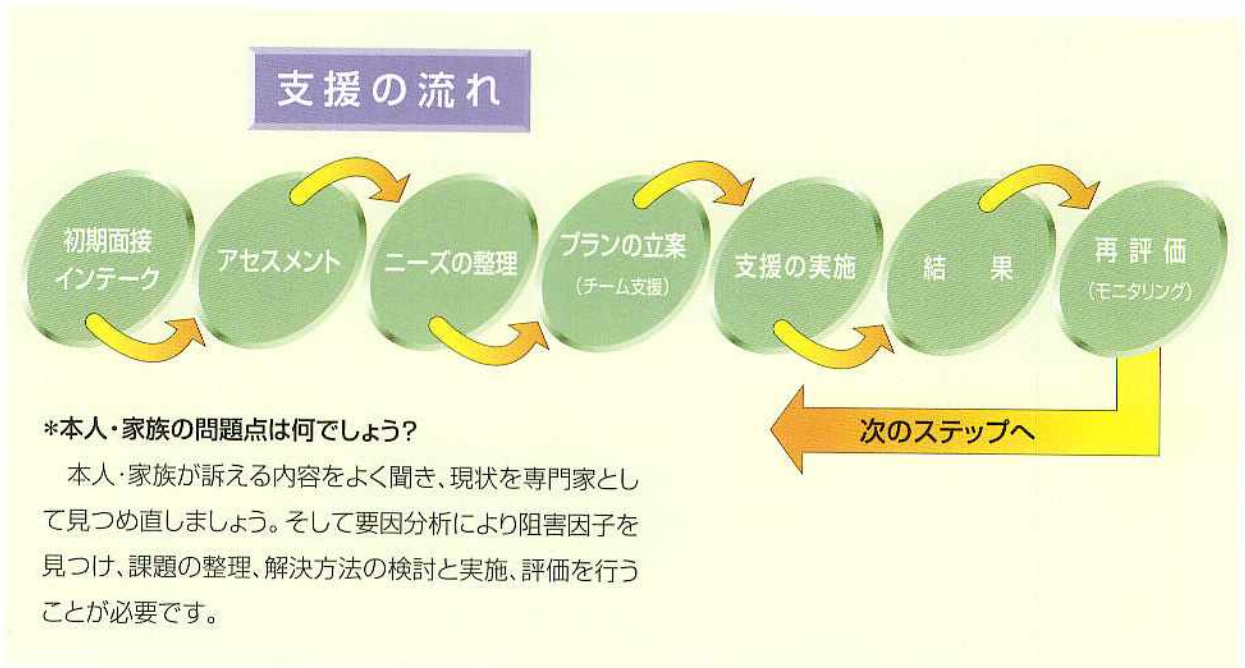 支援の流れ
初期面接
インテーク
アセスメント
ニーズの整理
プランの立案
(チーム支援)
支援の実施
結 果
再評価
(モニタリング)
次のステップへ
*本人・家族の問題点は何でしょう?
本人・家族が訴える内容をよく聞き、現状を専門家とし
て見つめ直しましょう。そして要因分析により阻害因子を
見つけ、課題の整理、解決方法の検討と実施、評価を行う
ことが必要です。